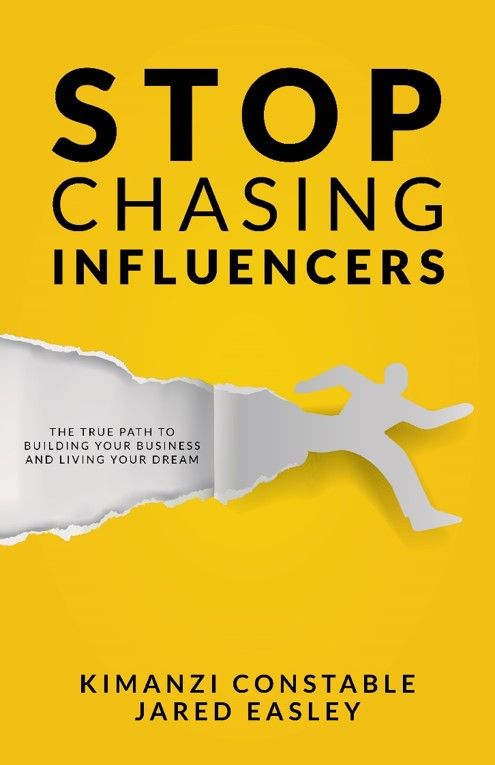 STOP
CHASING
INFLUENCERS
THE TRUE PATH TO
BUILDING YOUR BUSINESS
AND LIVING YOUR DREAM
KIMANZI CONSTABLE
JARED EASLEY